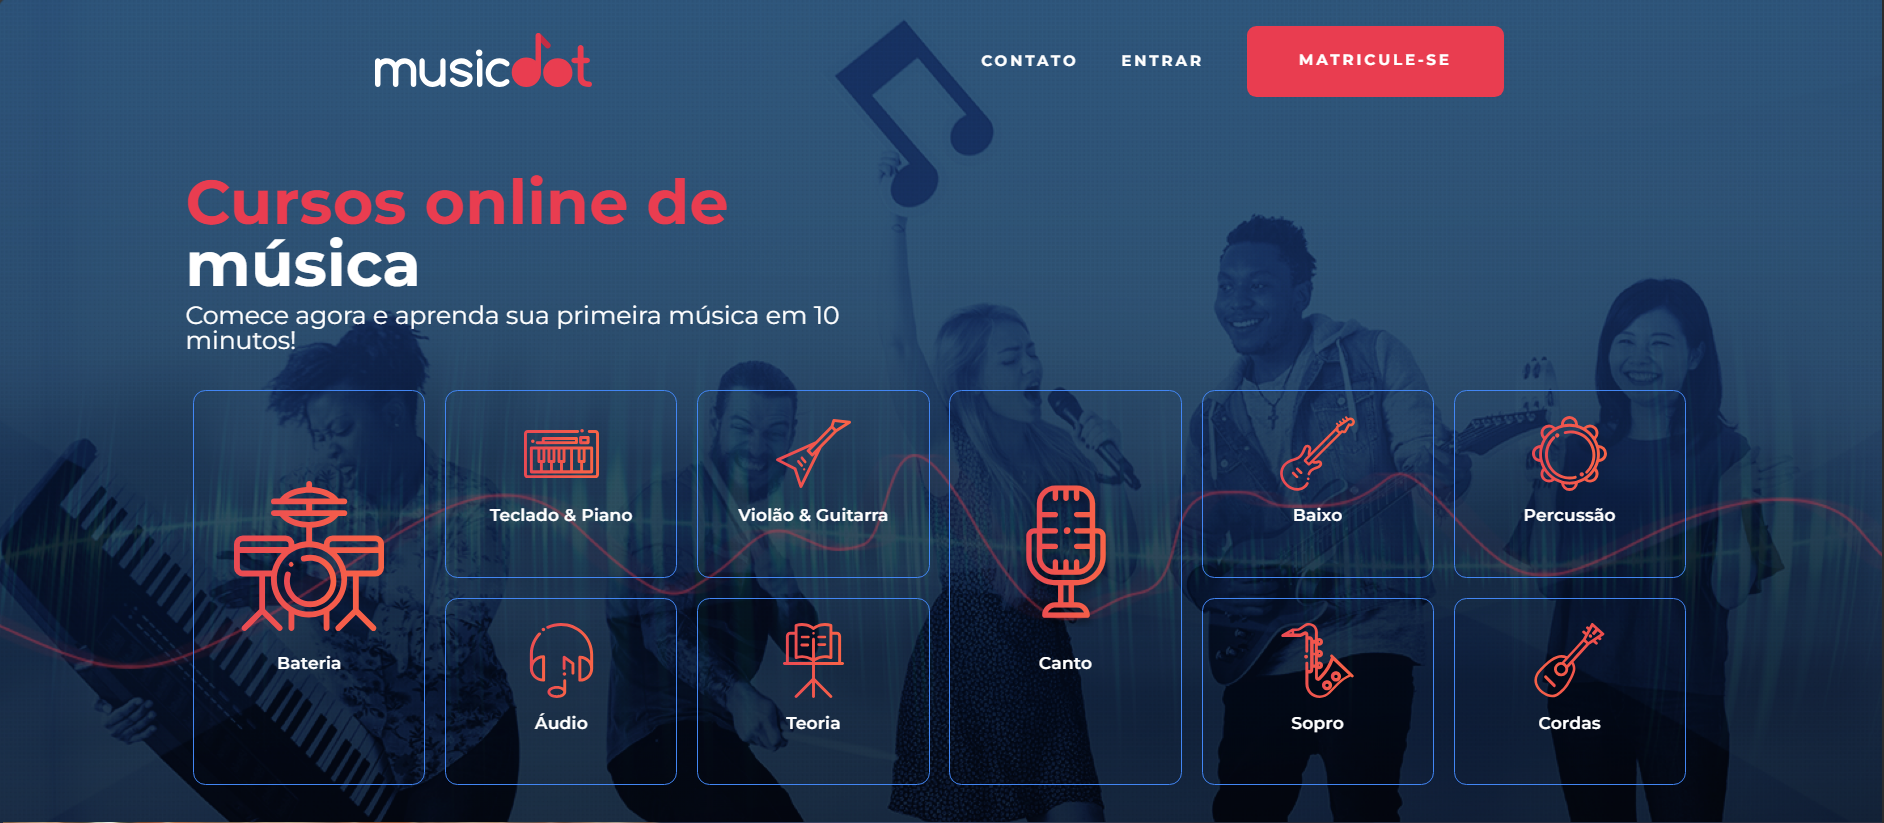 musicdot
CONTATO
ENTRAR
MATRICULE-SE
Cursos online de
música
Comece agora e aprenda sua primeira música em 10
minutos!
Bateria
Teclado & Piano
Violão & Guitarra
Canto
Baixo
Percussão
Áudio
Teoria
Sopro
Cordas